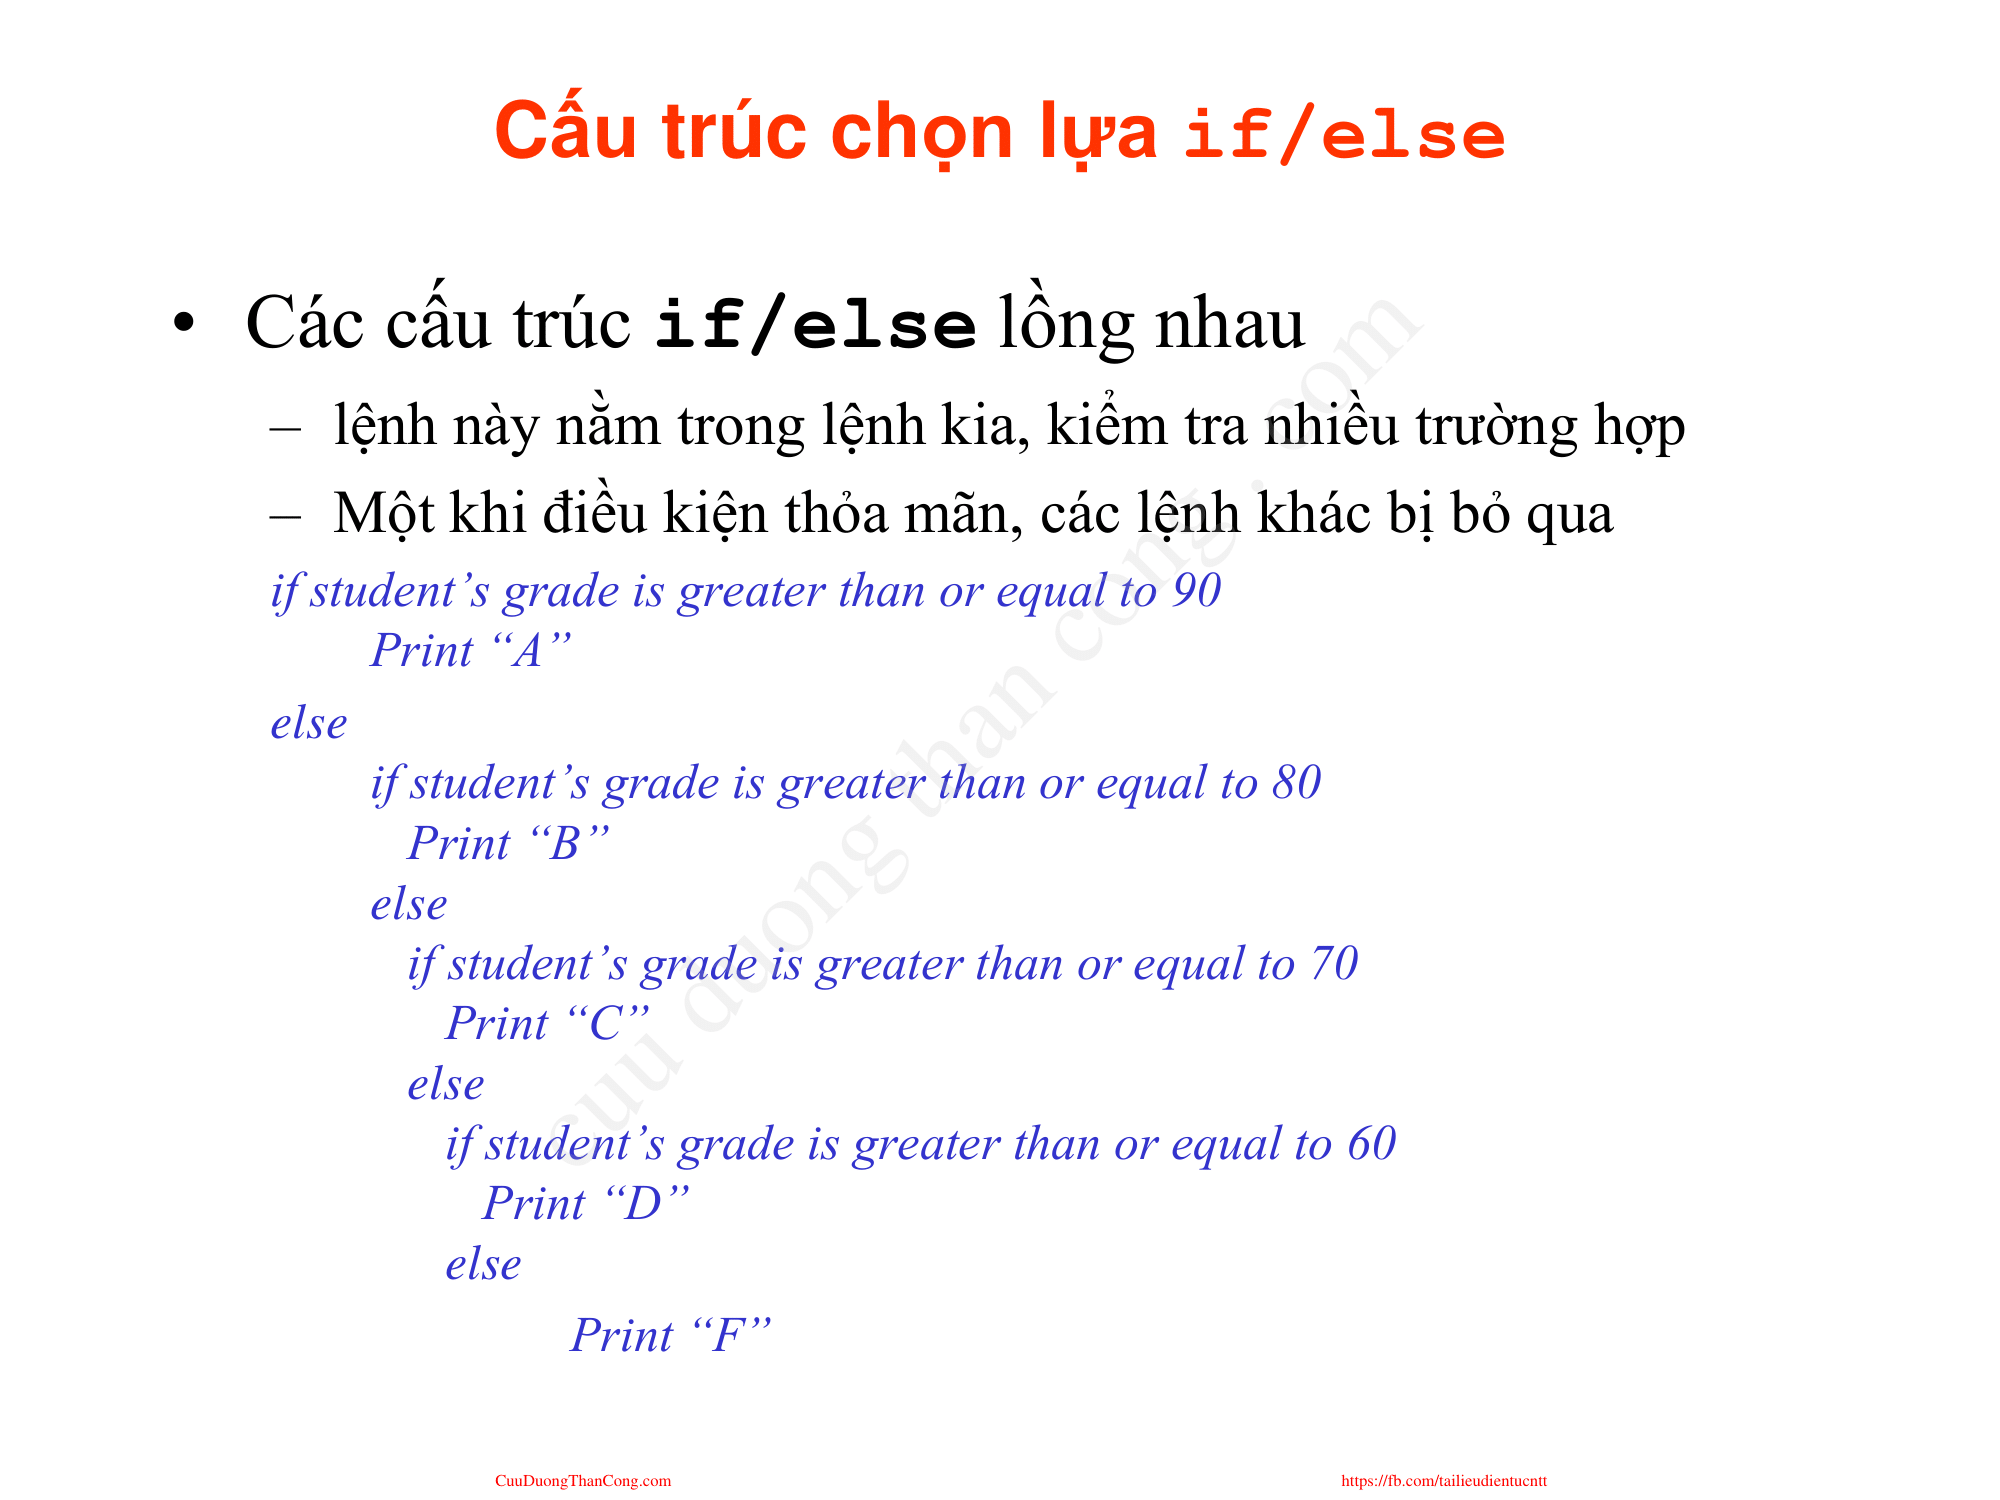 Cấu trúc chọn lựa if/else
• Các cấu trúc if/else lồng nhau
– lệnh này nằm trong lệnh kia, kiểm tra nhiều trường hợp
– Một khi điều kiện thỏa mãn, các lệnh khác bị bỏ qua
if student’s grade is greater than or equal to 90
Print “A”
else
if student’s grade is greater than or equal to 80
Print “B”
else
if student’s grade is greater than or equal to 70
Print “C”
else
if student’s grade is greater than or equal to 60
Print “D”
else
Print “F”
cuu duong than cong . com
CuuDuongThanCong.com
https://fb.com/tailieudientucntt